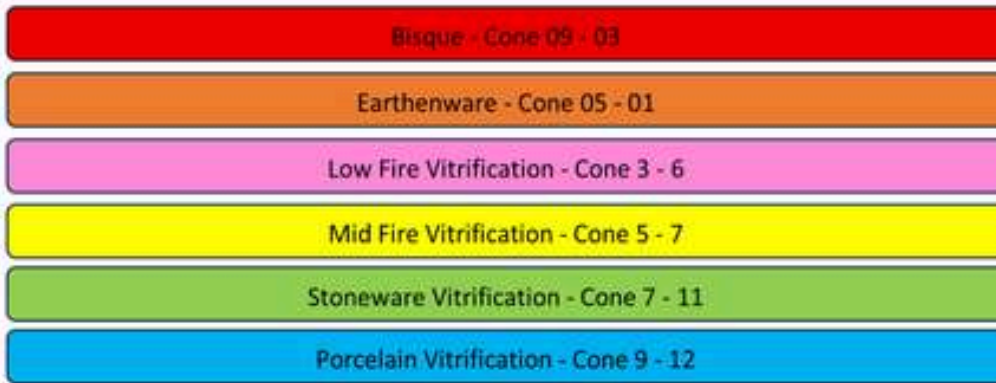 Bisque - Cone 09 - 03
Earthenware - Cone 05 - 01
Low Fire Vitrification - Cone 3 - 6
Mid Fire Vitrification - Cone 5 - 7
Stoneware Vitrification - Cone 7 - 11
Porcelain Vitrification - Cone 9 - 12